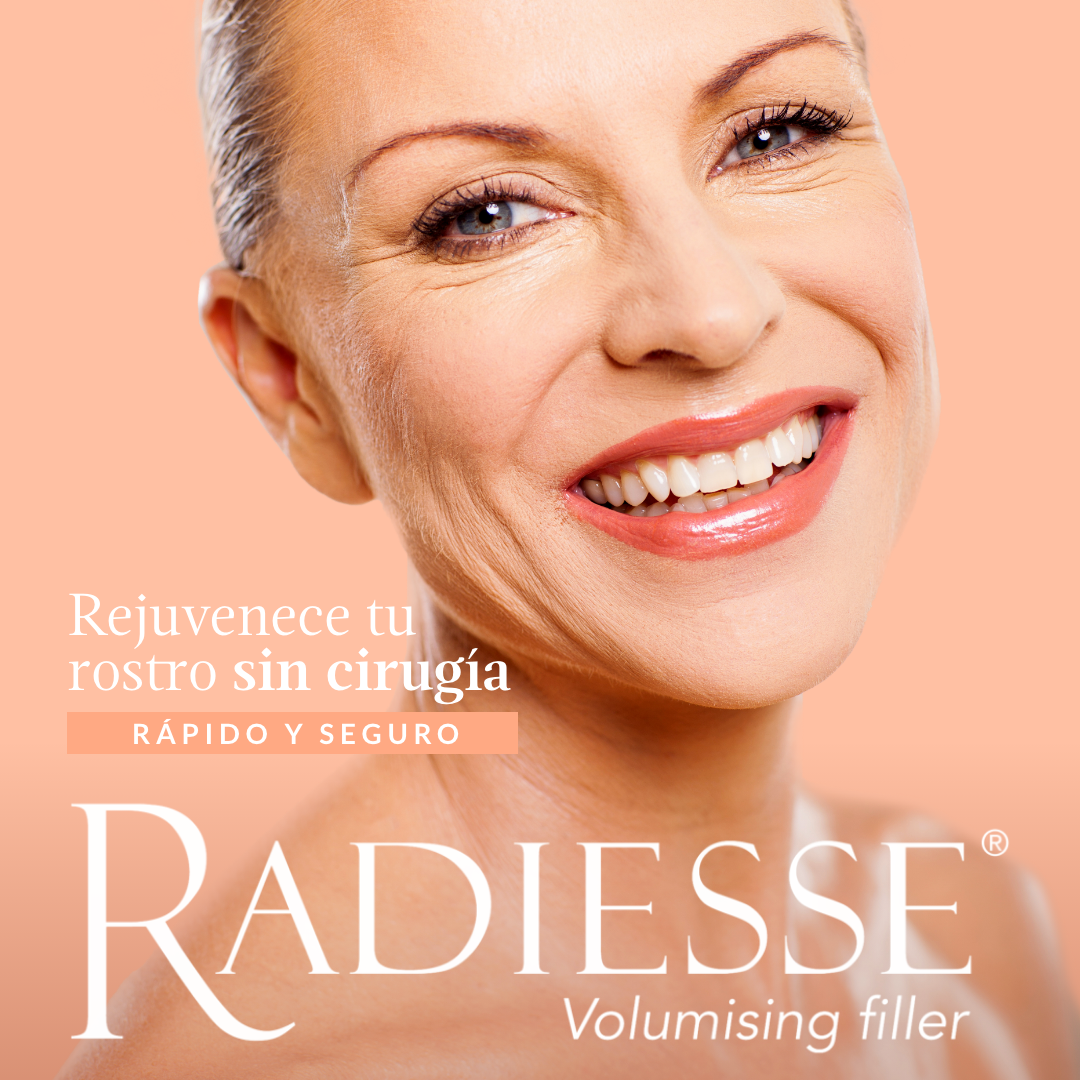 Rejuvenece tu
rostro sin cirugía
RÁPIDO Y SEGURO
RADIESSE®
Volumising filler